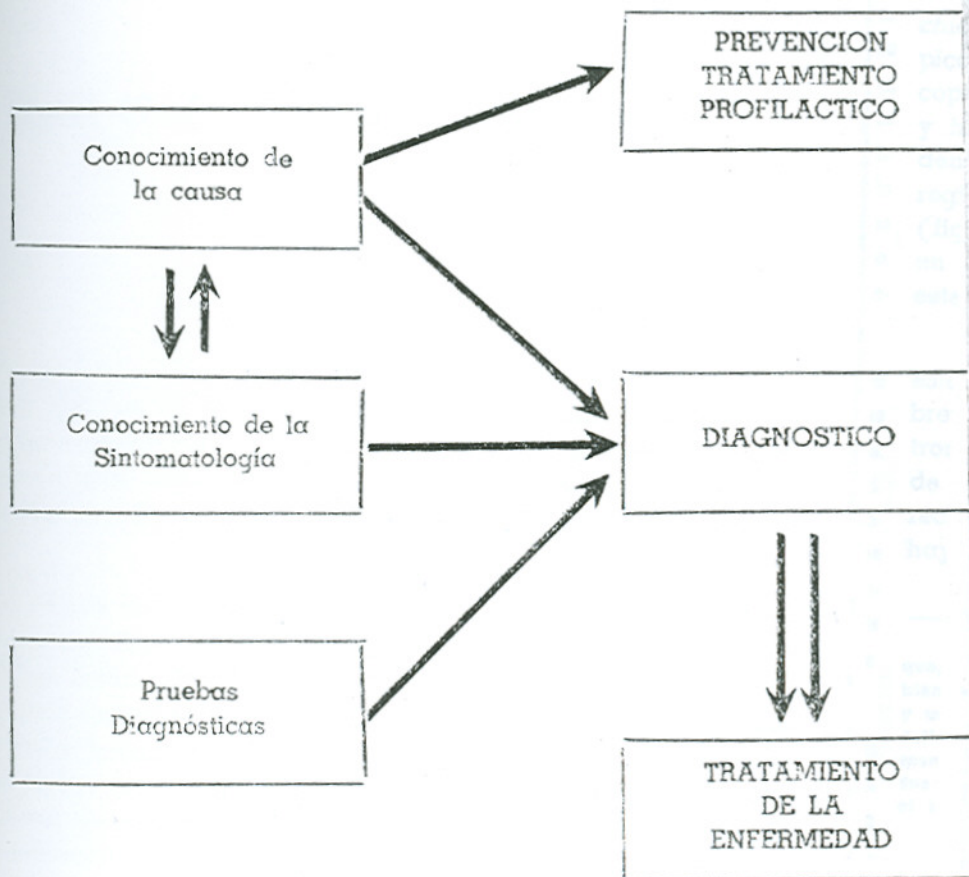 PREVENCION
TRATAMIENTO
PROFILACTICO
Conocimiento de
la causa
Conocimiento de la
Sintomatología
DIAGNOSTICO
Pruebas
Diagnósticas
TRATAMIENTO
DE LA
ENFERMEDAD